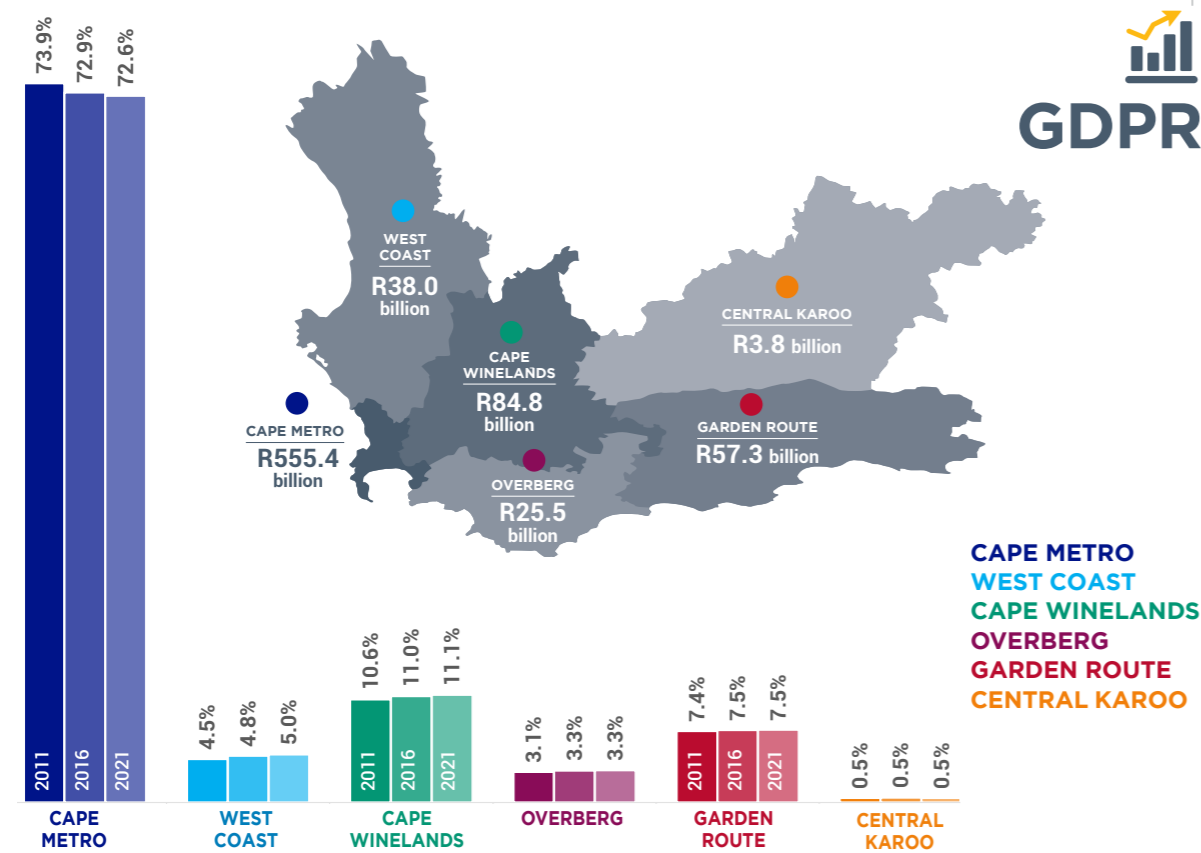 GDPR
73.9%
72.9%
72.6%
2011
2016
2021
CAPE
METRO
WEST
COAST
R38.0
billion
CAPE
WINELANDS
R84.8
billion
CAPE METRO
R555.4
billion
OVERBERG
R25.5
billion
CENTRAL KAROO
R3.8 billion
GARDEN ROUTE
R57.3 billion
CAPE METRO
WEST COAST
CAPE WINELANDS
OVERBERG
GARDEN ROUTE
CENTRAL KAROO
4.5%
4.8%
5.0%
WEST
COAST
10.6%
11.0%
11.1%
2011
2016
2021
CAPE
WINELANDS
3.1%
3.3%
3.3%
OVERBERG
7.4%
7.5%
7.5%
2011
2016
2021
GARDEN
ROUTE
0.5%
0.5%
0.5%
CENTRAL
KAROO